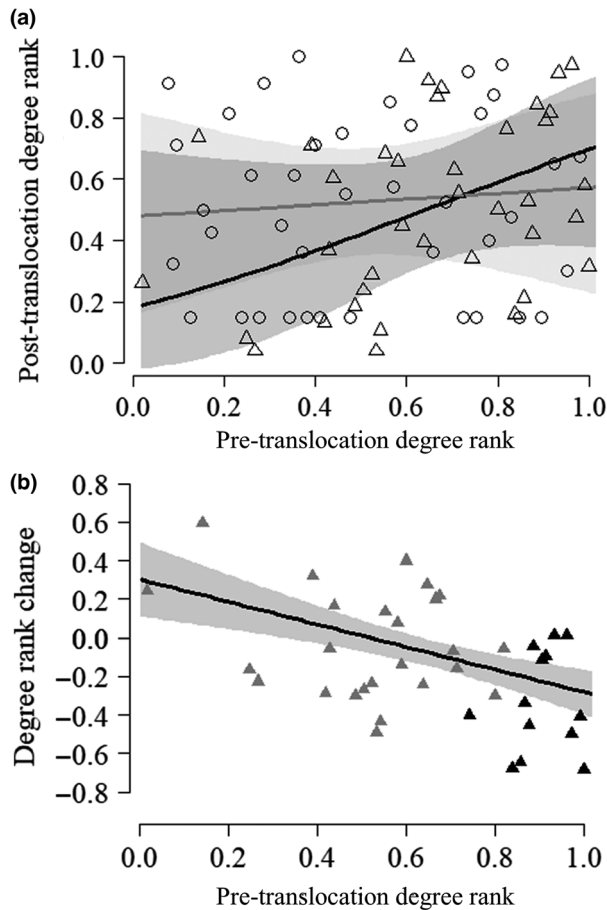 (a)
Post-translocation degree rank
1.0
0.8
0.6
0.4
0.2
0.0
0.0 0.2 0.4 0.6 0.8 1.0
Pre-translocation degree rank
(b)
Degree rank change
0.8
0.6
0.4
0.2
0.0
−0.2
−0.4
−0.6
−0.8
0.0 0.2 0.4 0.6 0.8 1.0
Pre-translocation degree rank